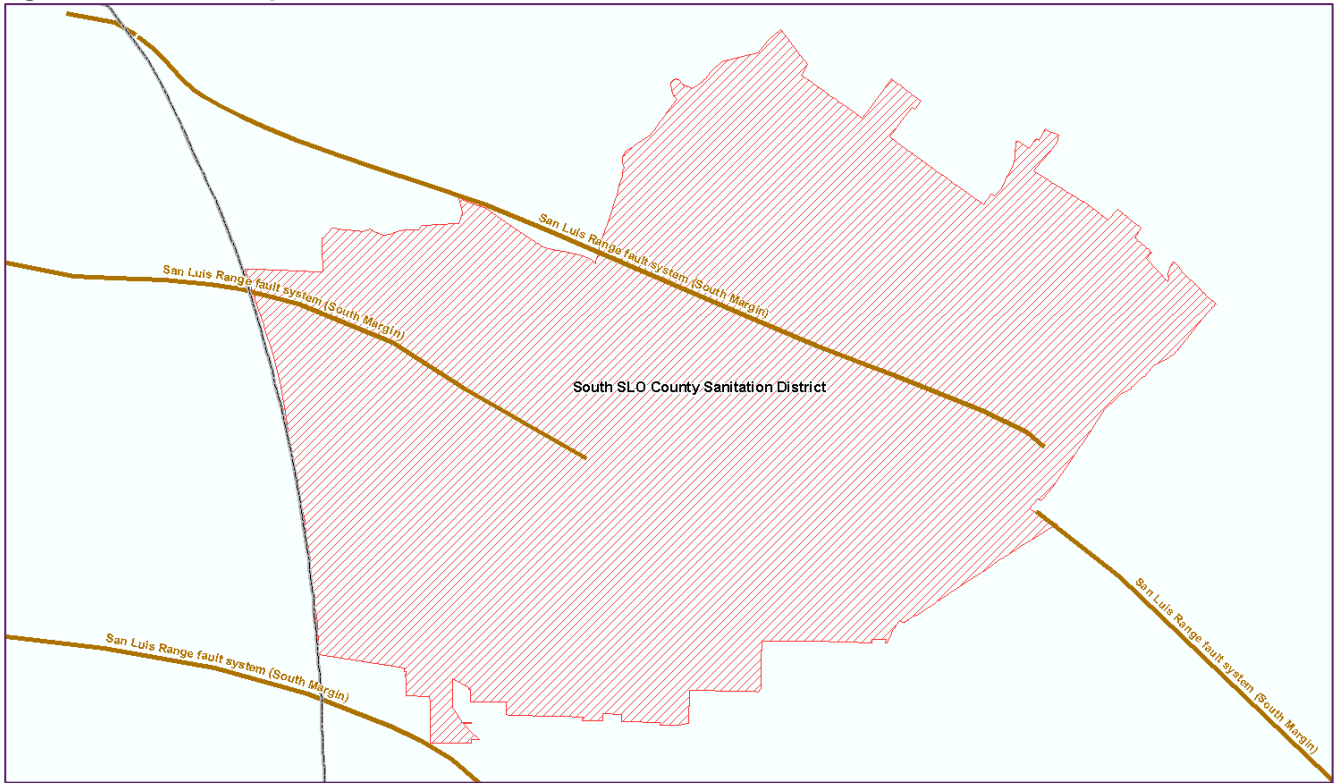 San Luis Range fault system (South Margin)
San Luis Range fault system (South Margin)
South SLO County Sanitation District
San Luis Range fault system (South Margin)
San Luis Range fault system (South Margin)